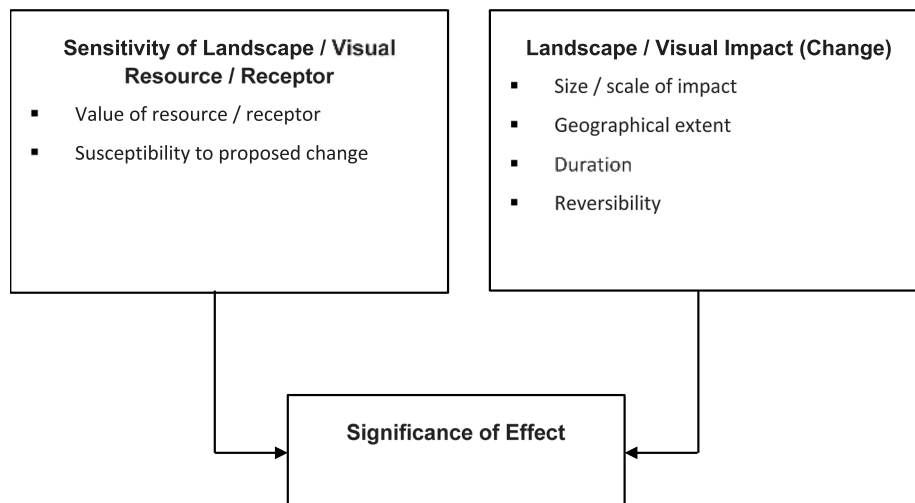 Sensitivity of Landscape / Visual
Resource / Receptor
▪ Value of resource / receptor
▪ Susceptibility to proposed change
Landscape / Visual Impact (Change)
▪ Size / scale of impact
▪ Geographical extent
▪ Duration
▪ Reversibility
Significance of Effect